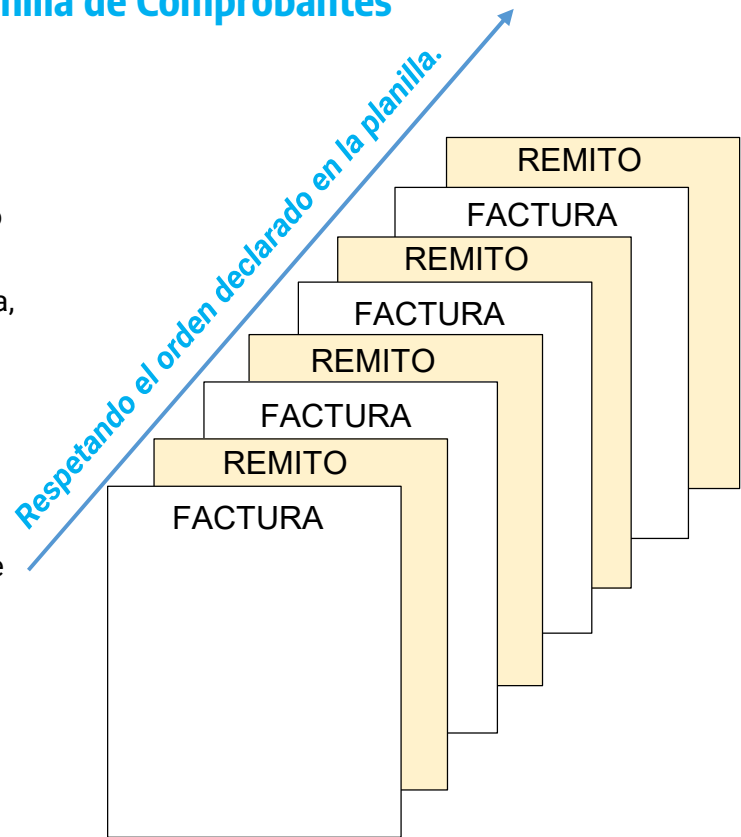 nilla de Comprobantes
Respetando el orden declarado en la planilla.
REMITO
FACTURA
REMITO
a,
FACTURA
REMITO
FACTURA
REMITO
FACTURA
e